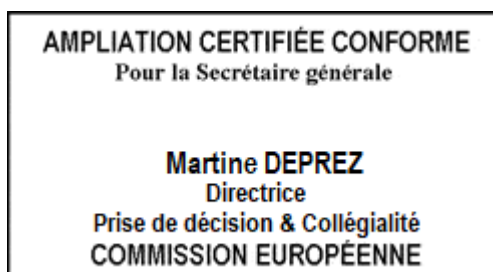 AMPLIATION CERTIFIÉE CONFORME
Pour la Secrétaire générale
Martine DEPREZ
Directrice
Prise de décision & Collégialité
COMMISSION EUROPÉENNE